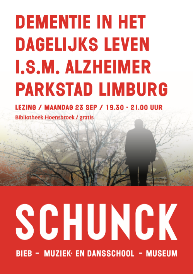 DEMENTIE IN HET
DAGELIJKS LEVEN
I.S.M. ALZHEIMER
PARKSTAD LIMBURG
LEZING / MAANDAG 23 SEP / 19.30 - 21.00 UUR
Bibliotheek Hoensbroek / gratis
SCHUNCK
BIEB – MUZIEK- EN DANSSCHOOL – MUSEUM